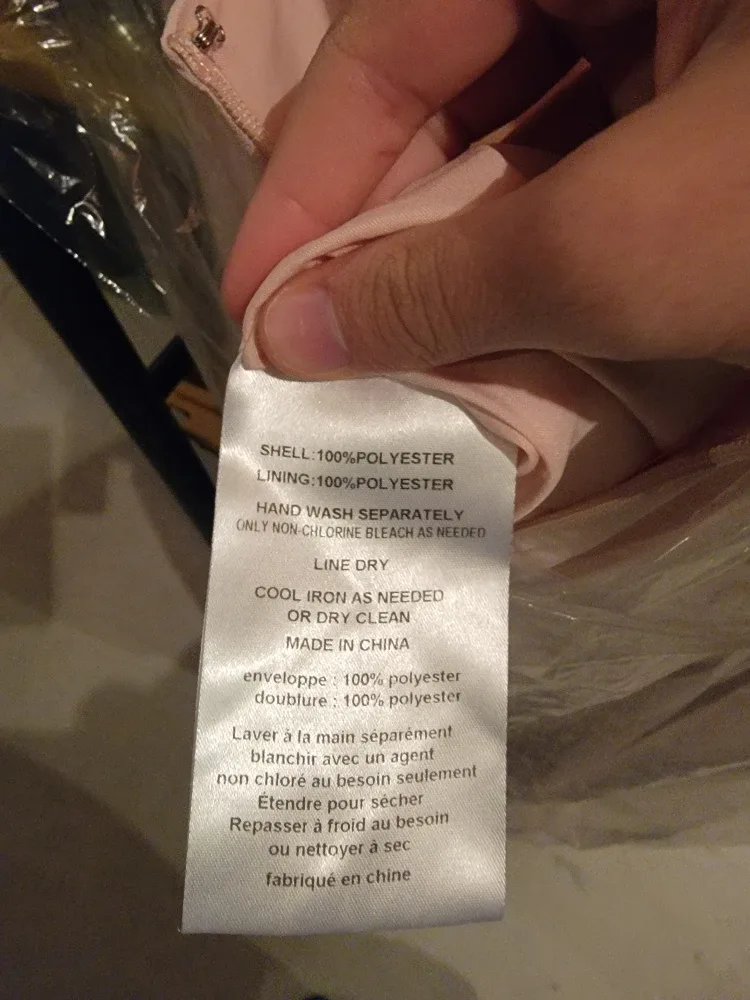 SHELL:100%POLYESTER
LINING:100%POLYESTER
HAND WASH SEPARATELY
ONLY NON-CHLORINE BLEACH AS NEEDED
LINE DRY
COOL IRON AS NEEDED
OR DRY CLEAN
MADE IN CHINA
enveloppe : 100% polyester
doublure : 100% polyester
Laver à la main séparément
blanchir avec un agent
non chloré au besoin seulement
Étendre pour sécher
Repasser à froid au besoin
ou nettoyer à sec
fabriqué en chine